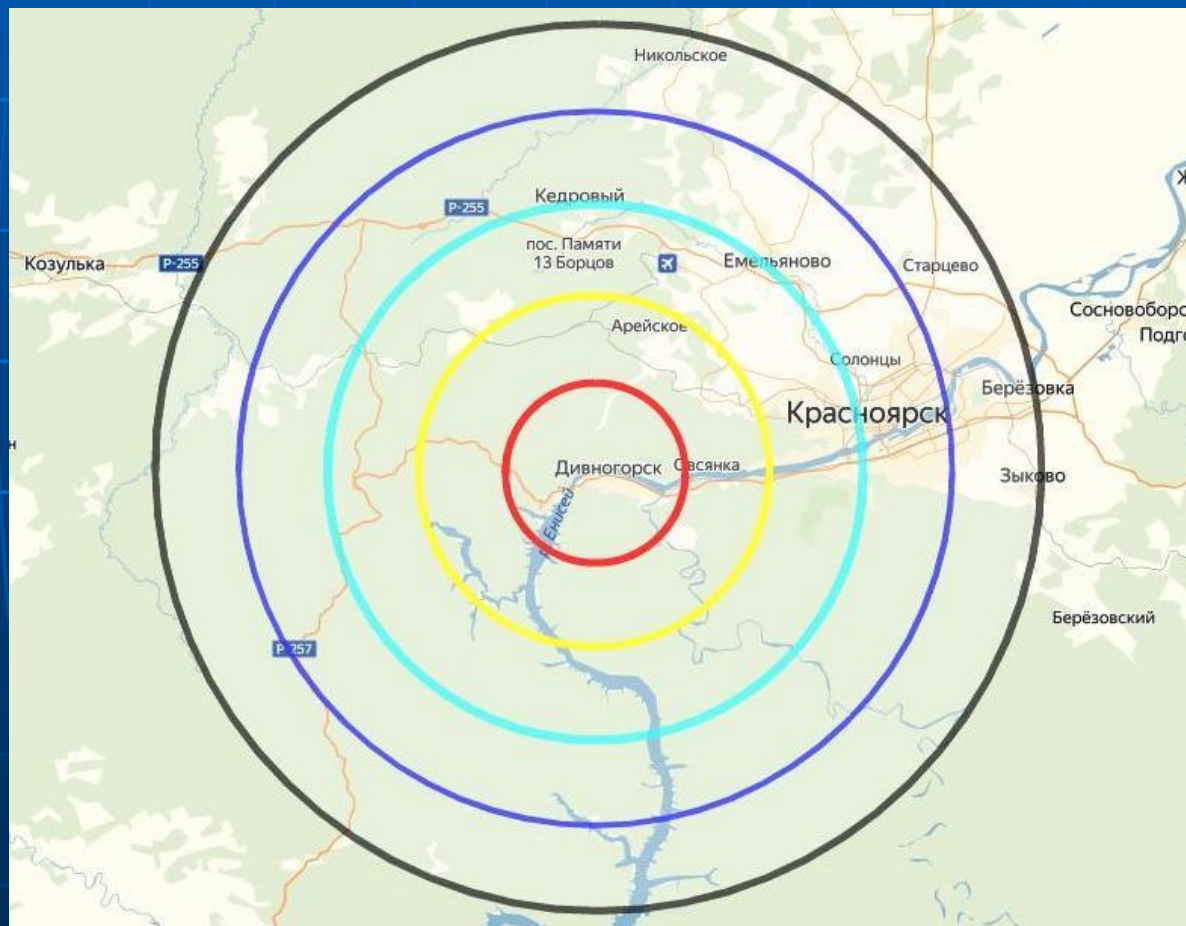 Никольское
Кедровый
Р-255
пос. Памяти
13 Борцов
Емельяново
Старцево
Козулька
Р-255
Сосновоборс
Подго
Арейское
Солонцы
Берёзовка
Красноярск
н
Дивногорск
Овсянка
Зыково
р. Енисей
Берёзовский
Р-257
Ж